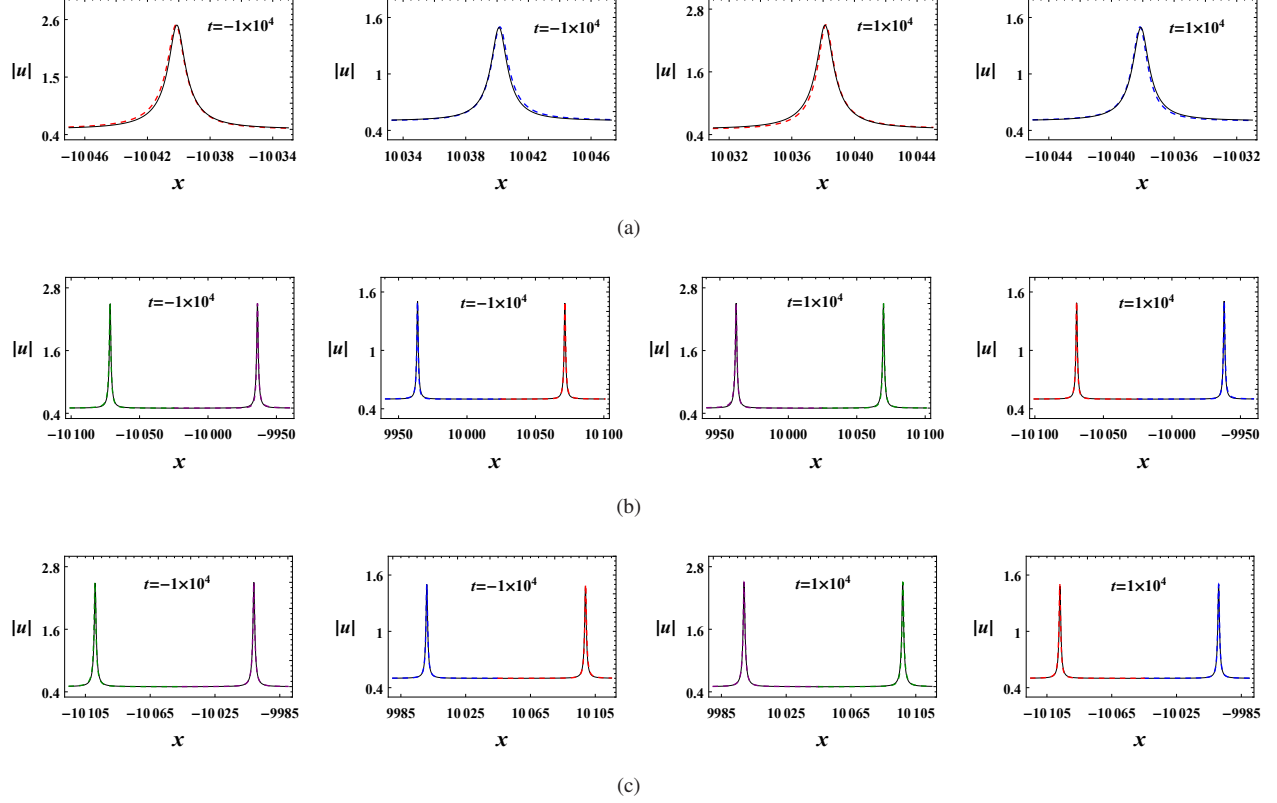 |u|
2.6
1.5
0.4
t=−1×10⁴
−10 046
−10 042
−10 038
−10 034
x
|u|
1.6
1
0.4
t=−1×10⁴
10 034
10 038
10 042
10 046
x
|u|
2.8
1.6
0.4
t=1×10⁴
10 032
10 036
10 040
10 044
x
|u|
1.6
1
0.4
t=1×10⁴
−10 044
−10 040
−10 036
−10 032
x
(a)
|u|
2.8
1.6
0.4
t=−1×10⁴
−10 100
−10 050
−10 000
−9950
x
|u|
1.6
1
0.4
t=−1×10⁴
9950
10 000
10 050
10 100
x
|u|
2.8
1.6
0.4
t=1×10⁴
9950
10 000
10 050
10 100
x
|u|
1.6
1
0.4
t=1×10⁴
−10 100
−10 050
−10 000
−9950
x
(b)
|u|
2.8
1.6
0.4
t=−1×10⁴
−10 105
−10 065
−10 025
−9985
x
|u|
1.6
1
0.4
t=−1×10⁴
9985
10 025
10 065
10 105
x
|u|
2.8
1.6
0.4
t=1×10⁴
9985
10 025
10 065
10 105
x
|u|
1.6
1
0.4
t=1×10⁴
−10 105
−10 065
−10 025
−9985
x
(c)